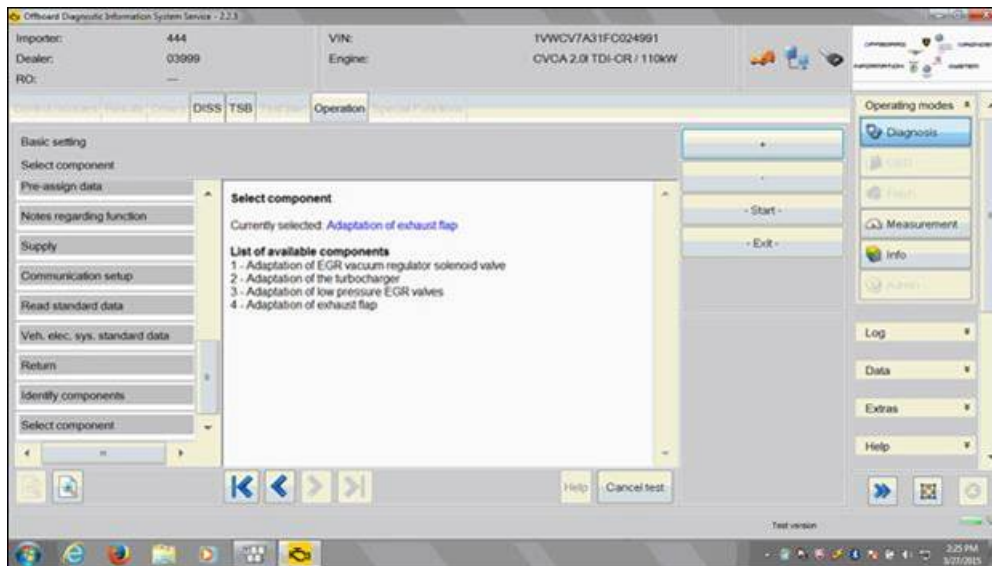 Offboard Diagnostic Information System Service - 2.2.3
Importer: 444 VIN: 1VWCV7A31FC024991
Dealer: 03999 Engine: CVCA 2.0l TDI-CR / 110kW
RO: ---
DISS TSB Operation
Operating modes
Basic setting
Diagnosis
Select component
Pre-assign data
Select component
Notes regarding function
Currently selected: Adaptation of exhaust flap
- Start -
Measurement
Supply
List of available components
- Exit -
Info
1 - Adaptation of EGR vacuum regulator solenoid valve
Communication setup
2 - Adaptation of the turbocharger
3 - Adaptation of low pressure EGR valves
Admin
Read standard data
4 - Adaptation of exhaust flap
Veh. elec. sys. standard data
Log
Return
Data
Identify components
Extras
Select component
Help
Help Cancel test
Test version
2:25 PM
3/27/2015